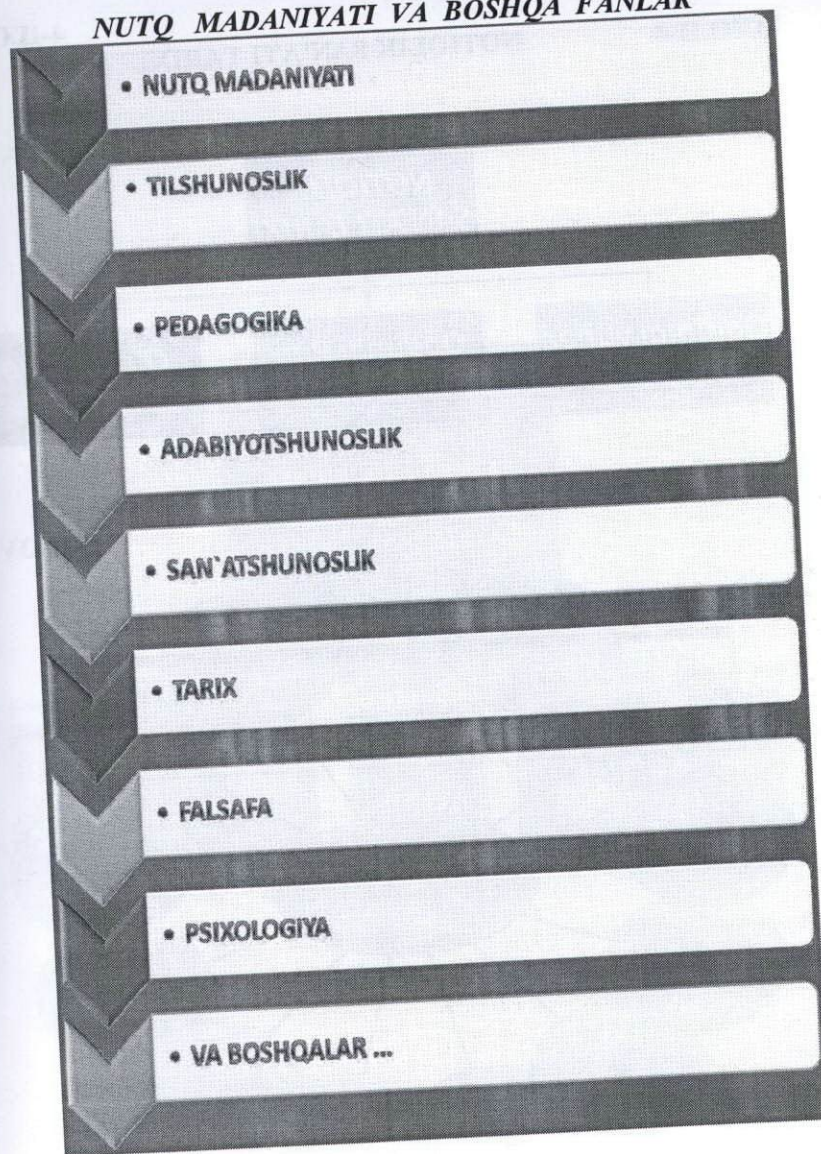 NUTQ MADANIYATI VA BOSHQA FANLAR
• NUTQ MADANIYATI
• TILSHUNOSLIK
• PEDAGOGIKA
• ADABIYOTSHUNOSLIK
• SAN`ATSHUNOSLIK
• TARIX
• FALSAFA
• PSIXOLOGIYA
• VA BOSHQALAR ...